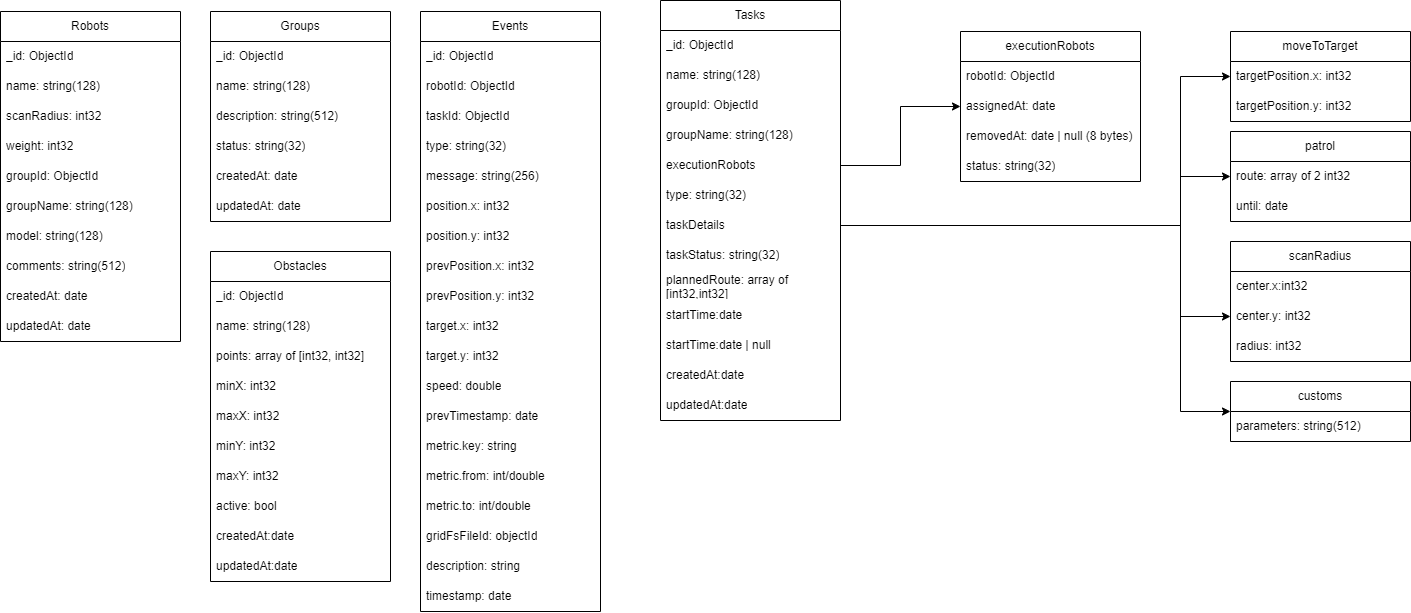 Robots
_id: ObjectId
name: string(128)
scanRadius: int32
weight: int32
groupId: ObjectId
groupName: string(128)
model: string(128)
comments: string(512)
createdAt: date
updatedAt: date
Groups
_id: ObjectId
name: string(128)
description: string(512)
status: string(32)
createdAt: date
updatedAt: date
Obstacles
_id: ObjectId
name: string(128)
points: array of [int32, int32]
minX: int32
maxX: int32
minY: int32
maxY: int32
active: bool
createdAt:date
updatedAt:date
Events
_id: ObjectId
robotId: ObjectId
taskId: ObjectId
type: string(32)
message: string(256)
position.x: int32
position.y: int32
prevPosition.x: int32
prevPosition.y: int32
target.x: int32
target.y: int32
speed: double
prevTimestamp: date
metric.key: string
metric.from: int/double
metric.to: int/double
gridFsFileId: objectId
description: string
timestamp: date
Tasks
_id: ObjectId
name: string(128)
groupId: ObjectId
groupName: string(128)
executionRobots
type: string(32)
taskDetails
taskStatus: string(32)
plannedRoute: array of
[int32,int32]
startTime:date
startTime:date | null
createdAt:date
updatedAt:date
executionRobots
robotId: ObjectId
assignedAt: date
removedAt: date | null (8 bytes)
status: string(32)
moveToTarget
targetPosition.x: int32
targetPosition.y: int32
patrol
route: array of 2 int32
until: date
scanRadius
center.x:int32
center.y: int32
radius: int32
customs
parameters: string(512)